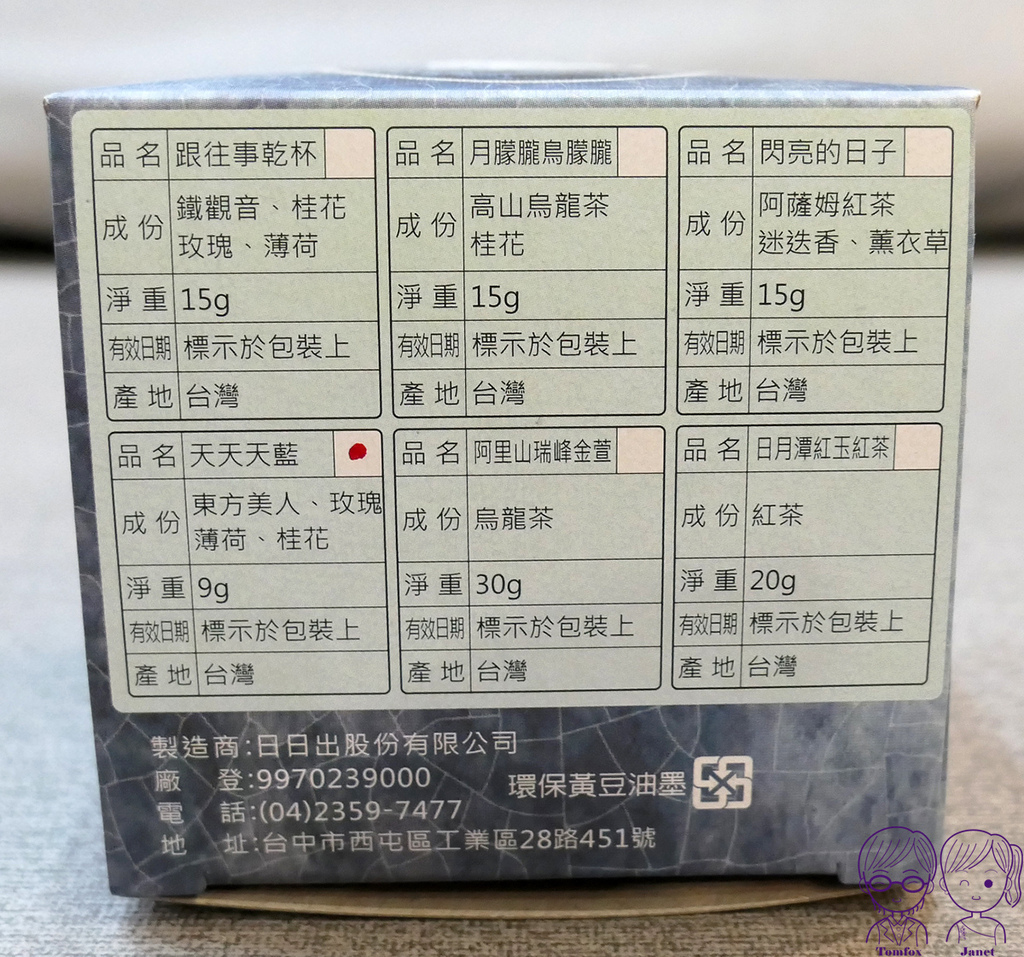 品名 跟往事乾杯
成份 鐵觀音、桂花
玫瑰、薄荷
淨重 15g
有效日期 標示於包裝上
產地 台灣
品名 月朦朧鳥朦朧
成份 高山烏龍茶
桂花
淨重 15g
有效日期 標示於包裝上
產地 台灣
品名 閃亮的日子
成份 阿薩姆紅茶
迷迭香、薰衣草
淨重 15g
有效日期 標示於包裝上
產地 台灣
品名 天天天藍
成份 東方美人、玫瑰
薄荷、桂花
淨重 9g
有效日期 標示於包裝上
產地 台灣
品名 阿里山瑞峰金萱
成份 烏龍茶
淨重 30g
有效日期 標示於包裝上
產地 台灣
品名 日月潭紅玉紅茶
成份 紅茶
淨重 20g
有效日期 標示於包裝上
產地 台灣
製造商:日日出股份有限公司
廠登:9970239000
電話:(04)2359-7477
地址:台中市西屯區工業區28路451號
環保黃豆油墨
Tomfox Janet